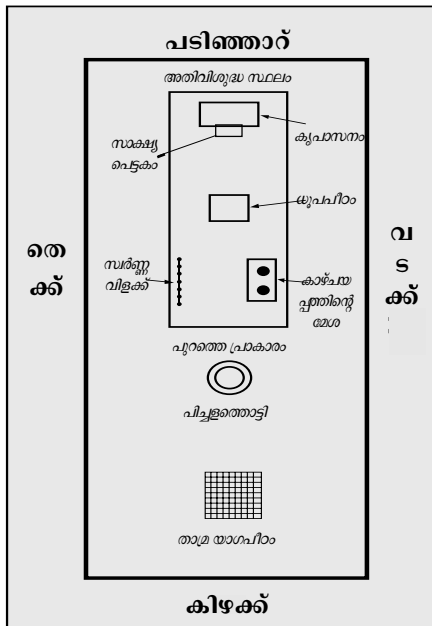 പടിഞ്ഞാറ്
അതിവിശുദ്ധ സ്ഥലം
കൃപാസനം
സാക്ഷ്യ
പെട്ടകാ
ധൂപപീഠം
തെ
ക്ക്
വ
ട
ക്ക്
സ്വർണ്ണ
വിളക്ക്
കാഴ്ചയ
പ്പത്തിന്റെ
മേശ
പുറത്തെ പ്രാകാരം
പിച്ചളത്തൊട്ടി
താമ്ര യാഗപീഠം
കിഴക്ക്